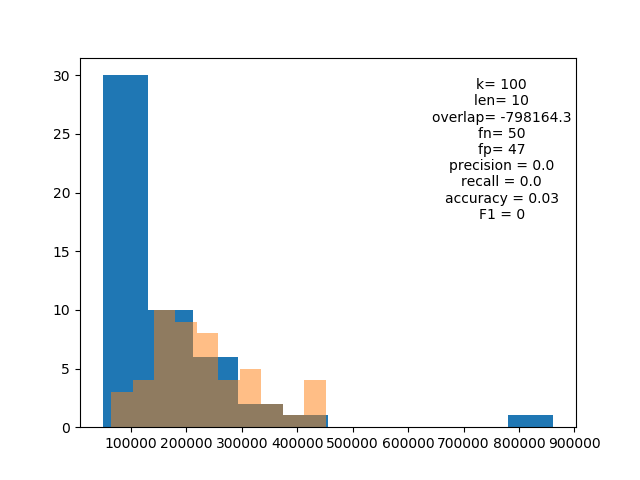 k= 100
len= 10
overlap= -798164.3
fn= 50
fp= 47
precision = 0.0
recall = 0.0
accuracy = 0.03
F1 = 0
30
25
20
15
10
5
0
100000 200000 300000 400000 500000 600000 700000 800000 900000